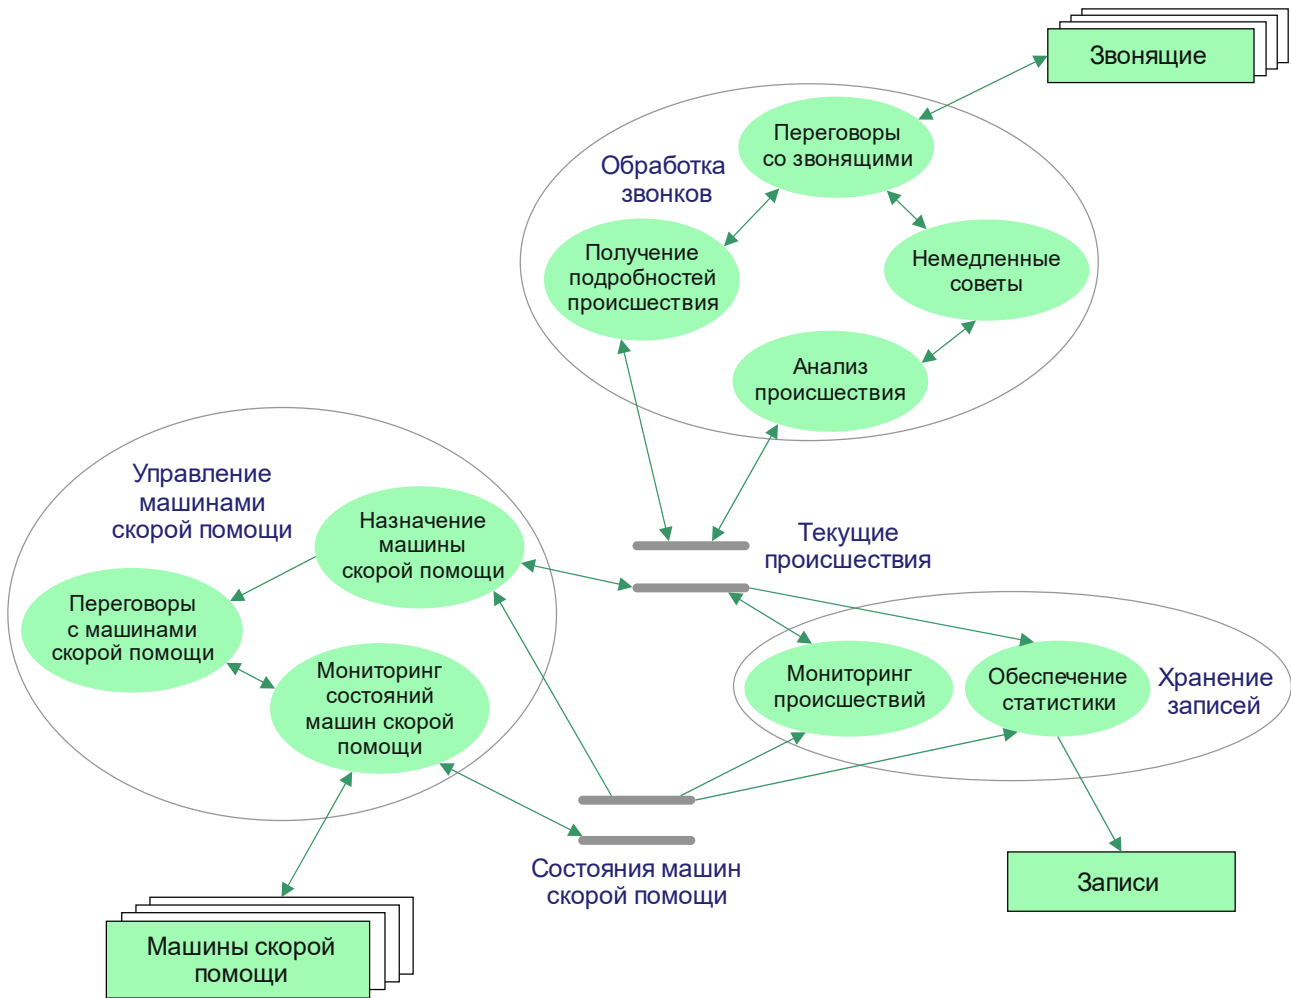 Звонящие
Переговоры
со звонящими
Обработка
звонков
Получение
подробностей
происшествия
Немедленные
советы
Анализ
происшествия
Управление
машинами
скорой помощи
Назначение
машины
скорой помощи
Текущие
происшествия
Переговоры
с машинами
скорой помощи
Мониторинг
состояний
машин скорой
помощи
Мониторинг
происшествий
Обеспечение
статистики
Хранение
записей
Состояния машин
скорой помощи
Записи
Машины скорой
помощи